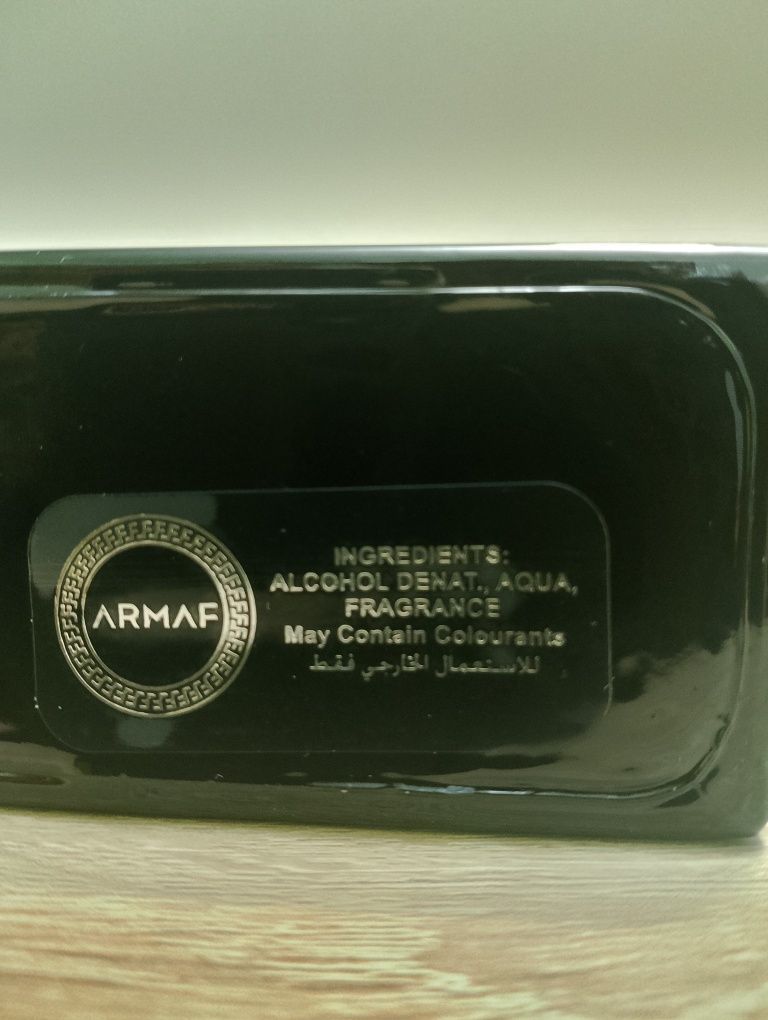 ARMAF
INGREDIENTS:
ALCOHOL DENAT., AQUA,
FRAGRANCE
May Contain Colourants
للاستعمال الخارجي فقط